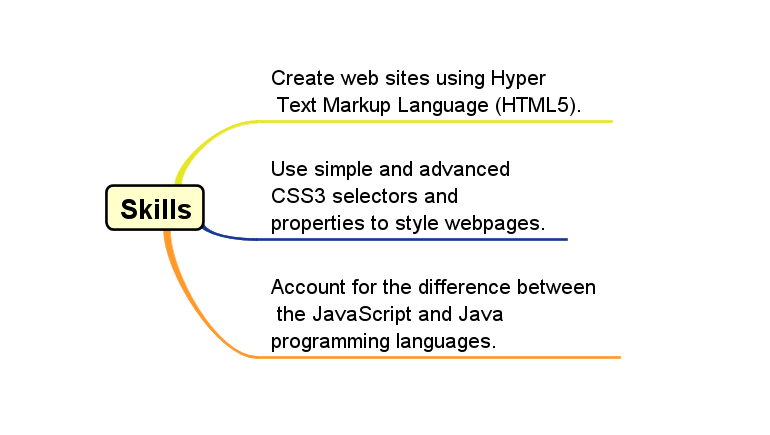 Create web sites using Hyper
Text Markup Language (HTML5).
Use simple and advanced
CSS3 selectors and
properties to style webpages.
Skills
Account for the difference between
the JavaScript and Java
programming languages.